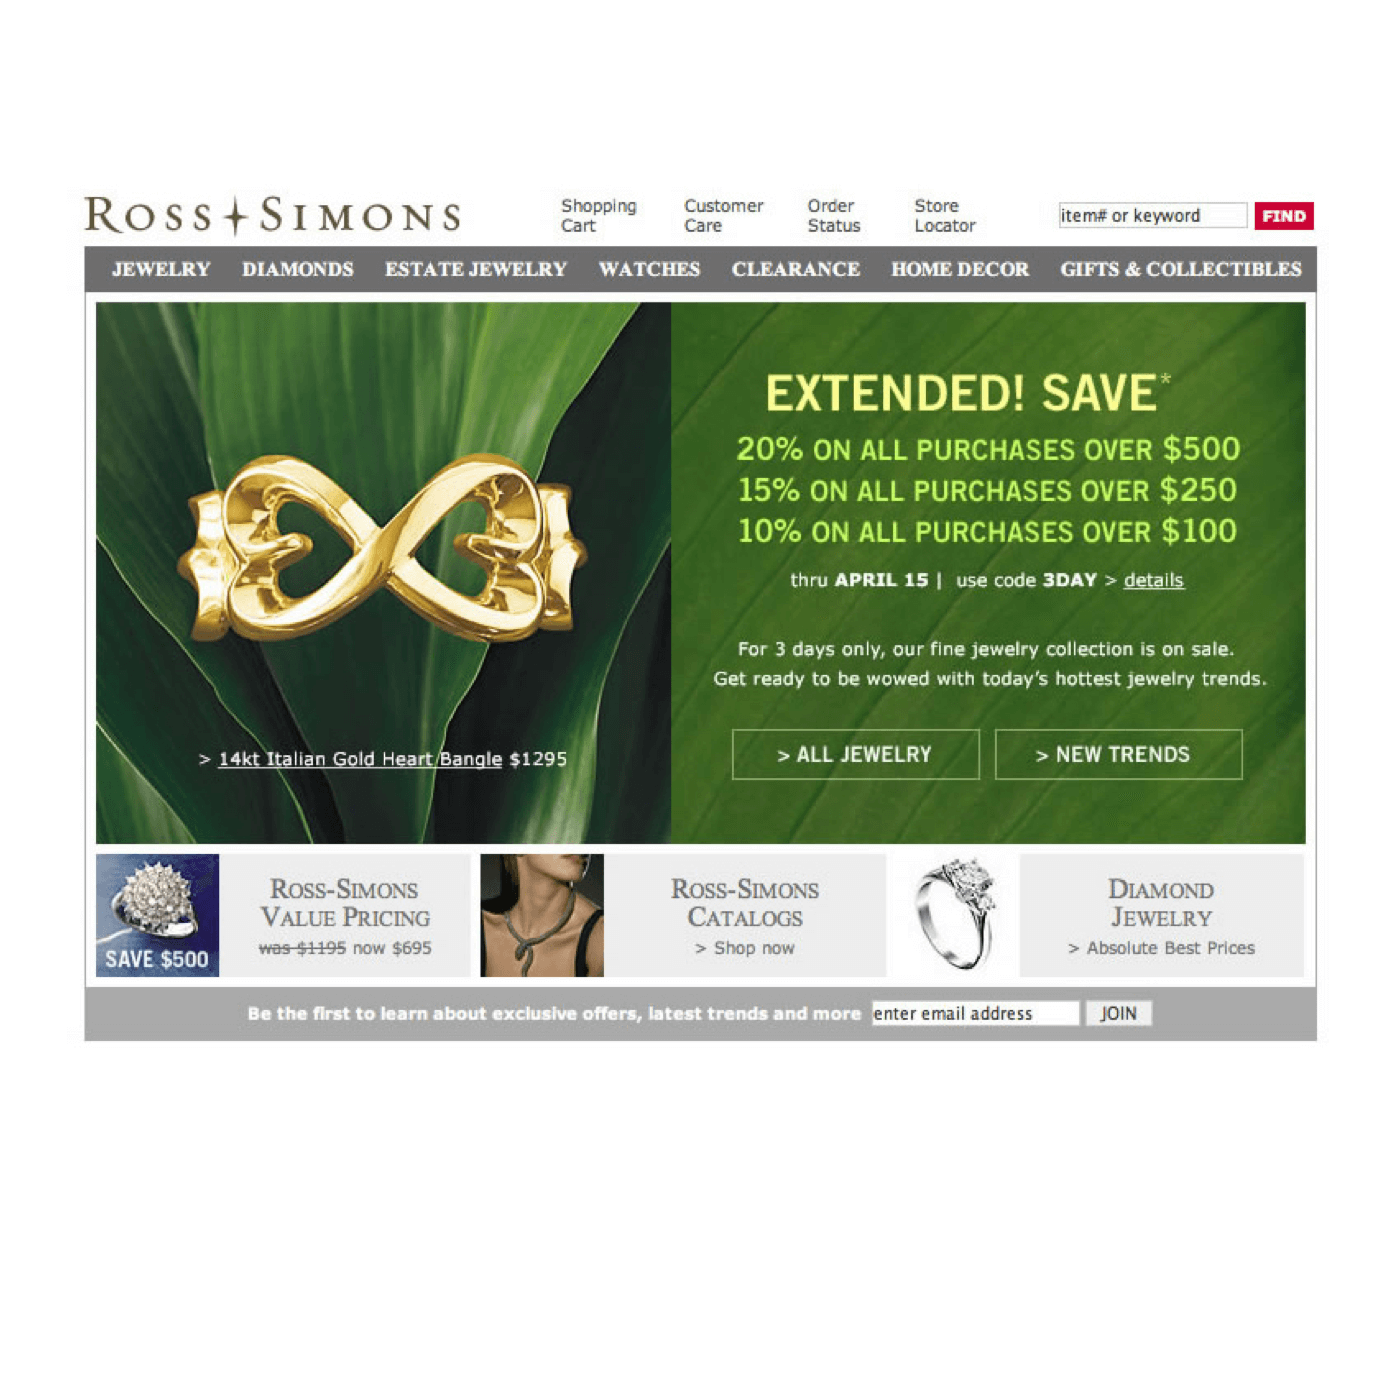 ROSS SIMONS
Shopping Cart
Customer Care
Order Status
Store Locator
item# or keyword
FIND
JEWELRY DIAMONDS ESTATE JEWELRY WATCHES CLEARANCE HOME DECOR GIFTS & COLLECTIBLES
EXTENDED! SAVE*
20% ON ALL PURCHASES OVER $500
15% ON ALL PURCHASES OVER $250
10% ON ALL PURCHASES OVER $100
thru APRIL 15 | use code 3DAY > details
For 3 days only, our fine jewelry collection is on sale.
Get ready to be wowed with today's hottest jewelry trends.
> ALL JEWELRY
> NEW TRENDS
> 14kt Italian Gold Heart Bangle $1295
SAVE $500
ROSS-SIMONS
VALUE PRICING
was $1195 now $695
ROSS-SIMONS
CATALOGS
> Shop now
DIAMOND
JEWELRY
> Absolute Best Prices
Be the first to learn about exclusive offers, latest trends and more
enter email address
JOIN